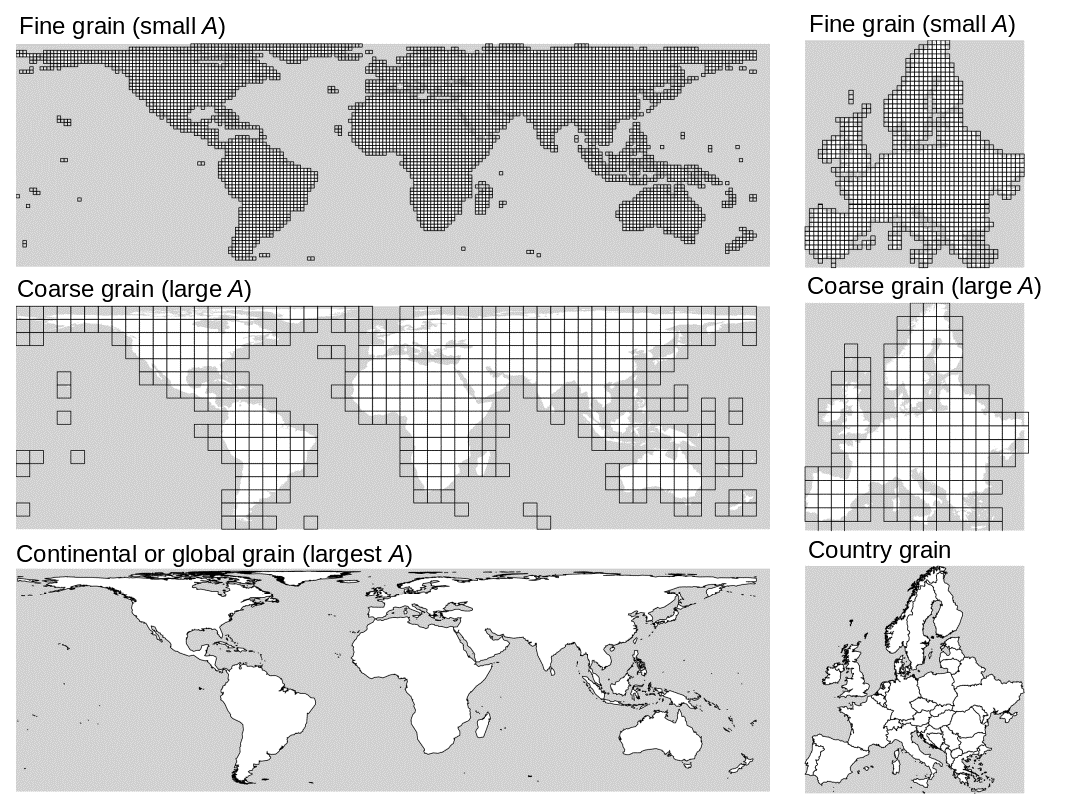 Fine grain (small A)
Fine grain (small A)
Coarse grain (large A)
Coarse grain (large A)
Continental or global grain (largest A)
Country grain